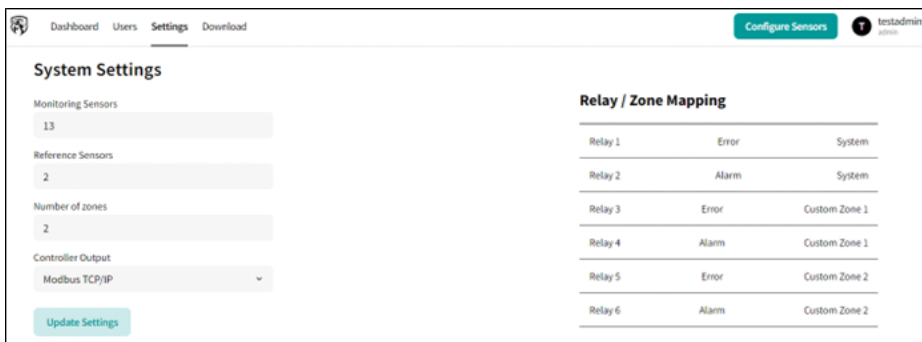 Dashboard Users Settings Download Configure Sensors T testadmin
admin
System Settings
Monitoring Sensors
13
Reference Sensors
2
Number of zones
2
Controller Output
Modbus TCP/IP
Update Settings
Relay / Zone Mapping
Relay 1 Error System
Relay 2 Alarm System
Relay 3 Error Custom Zone 1
Relay 4 Alarm Custom Zone 1
Relay 5 Error Custom Zone 2
Relay 6 Alarm Custom Zone 2